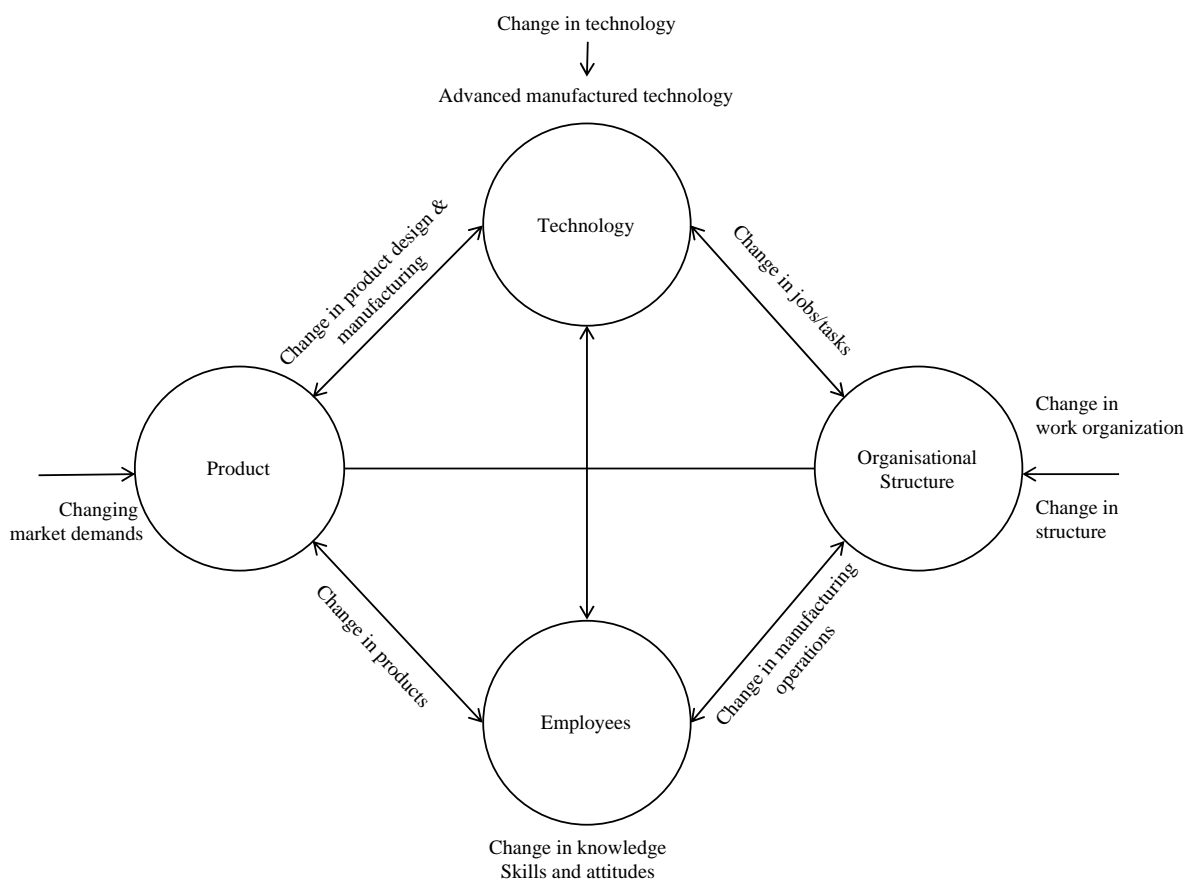 Change in technology
Advanced manufactured technology
Technology
Change in product design &
manufacturing
Change in jobs/tasks
Product
Organisational
Structure
Change in
work organization
Changing
market demands
Change in
structure
Change in products
Change in manufacturing
operations
Employees
Change in knowledge
Skills and attitudes